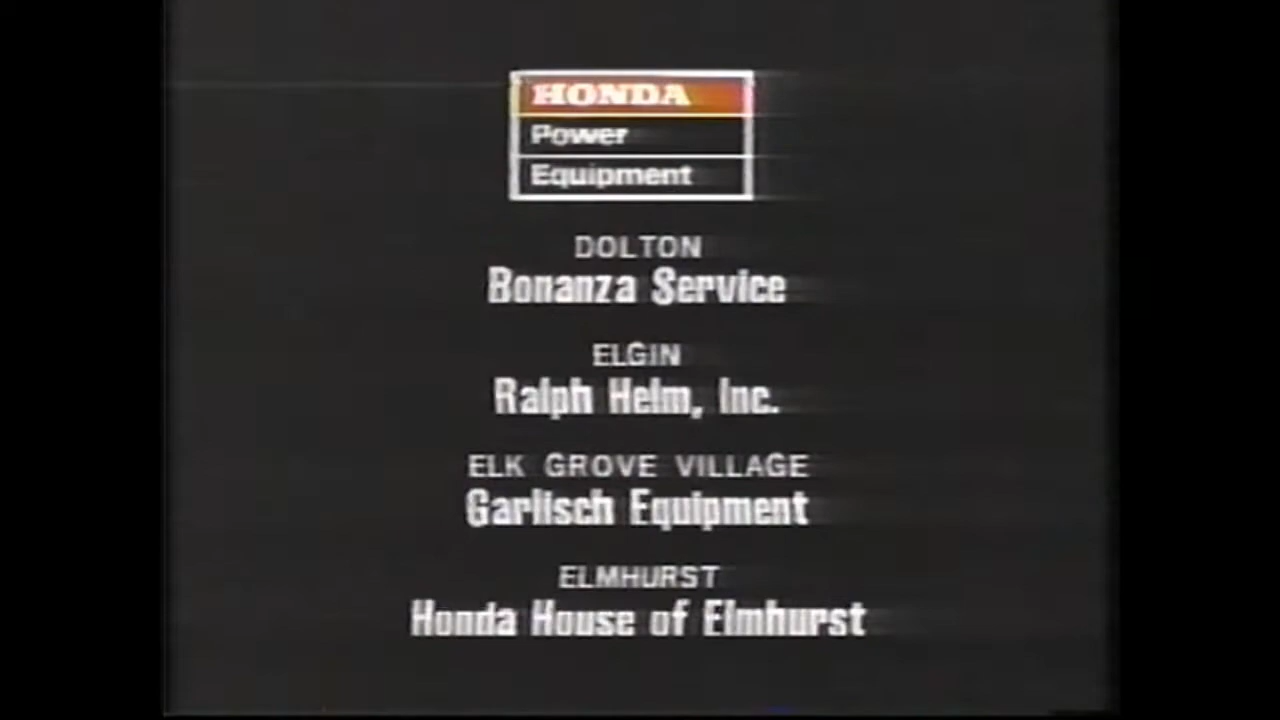 HONDA
Power
Equipment
DOLTON
Bonanza Service
ELGIN
Ralph Helm, Inc.
ELK GROVE VILLAGE
Garlisch Equipment
ELMHURST
Honda House of Elmhurst